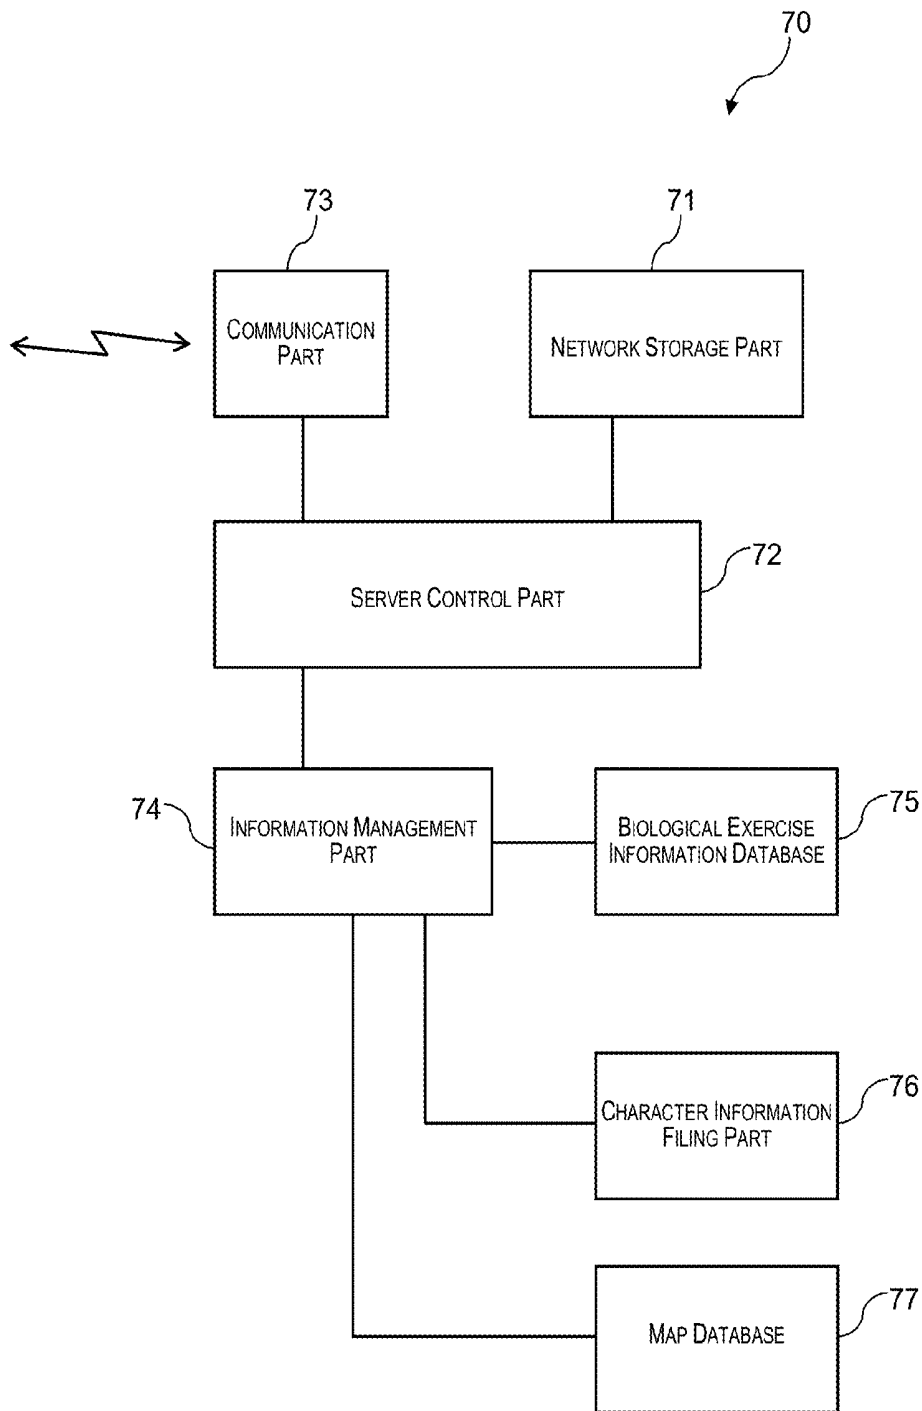 70
73
71
COMMUNICATION
PART
NETWORK STORAGE PART
72
SERVER CONTROL PART
74
INFORMATION MANAGEMENT
PART
75
BIOLOGICAL EXERCISE
INFORMATION DATABASE
76
CHARACTER INFORMATION
FILING PART
77
MAP DATABASE